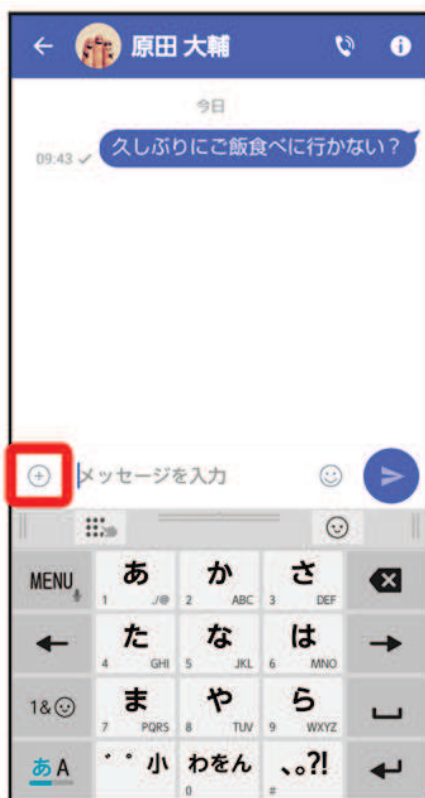 原田 大輔
今日
久しぶりにご飯食べに行かない？
09:43
メッセージを入力
MENU あ か さ
1 ./@ 2 ABC 3 DEF
た な は
4 GHI 5 JKL 6 MNO
1& ま や ら
7 PQRS 8 TUV 9 WXYZ
あA ゛゜小 わをん 、。?!
0 #